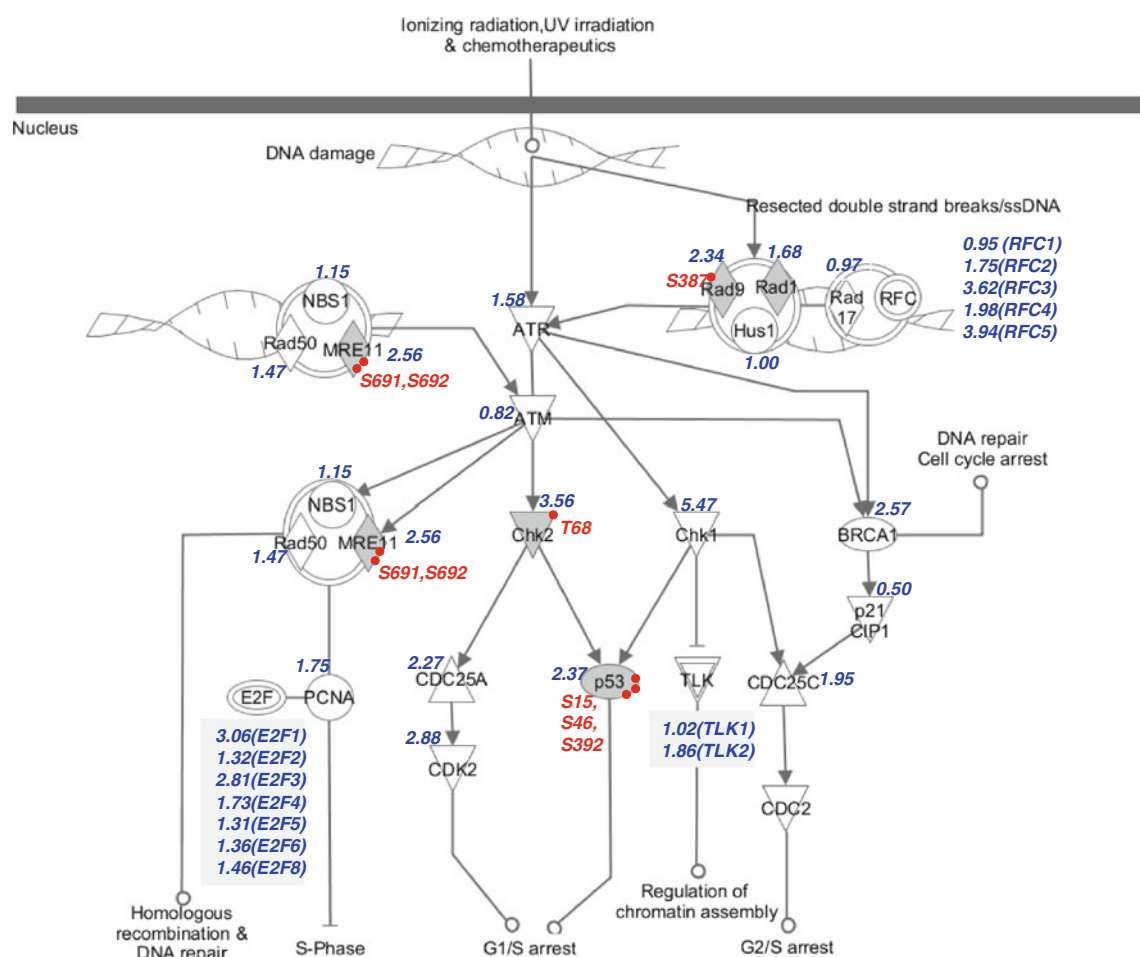 Ionizing radiation,UV irradiation
& chemotherapeutics
Nucleus
DNA damage
Resected double strand breaks/ssDNA
0.95 (RFC1)
1.75(RFC2)
3.62(RFC3)
1.98(RFC4)
3.94(RFC5)
2.34
1.68
0.97
S387
Rad9
Rad1
Rad
17
RFC
Hus1
1.00
1.15
NBS1
Rad50
MRE11
1.47
2.56
S691,S692
1.58
ATR
0.82
ATM
DNA repair
Cell cycle arrest
1.15
NBS1
Rad50
MRE11
1.47
2.56
S691,S692
3.56
Chk2
T68
5.47
Chk1
2.57
BRCA1
0.50
p21
CIP1
1.75
E2F
PCNA
3.06(E2F1)
1.32(E2F2)
2.81(E2F3)
1.73(E2F4)
1.31(E2F5)
1.36(E2F6)
1.46(E2F8)
2.27
CDC25A
2.88
CDK2
2.37
p53
S15,
S46,
S392
TLK
1.02(TLK1)
1.86(TLK2)
CDC25C
1.95
CDC2
Homologous
recombination &
DNA repair
S-Phase
G1/S arrest
Regulation of
chromatin assembly
G2/S arrest